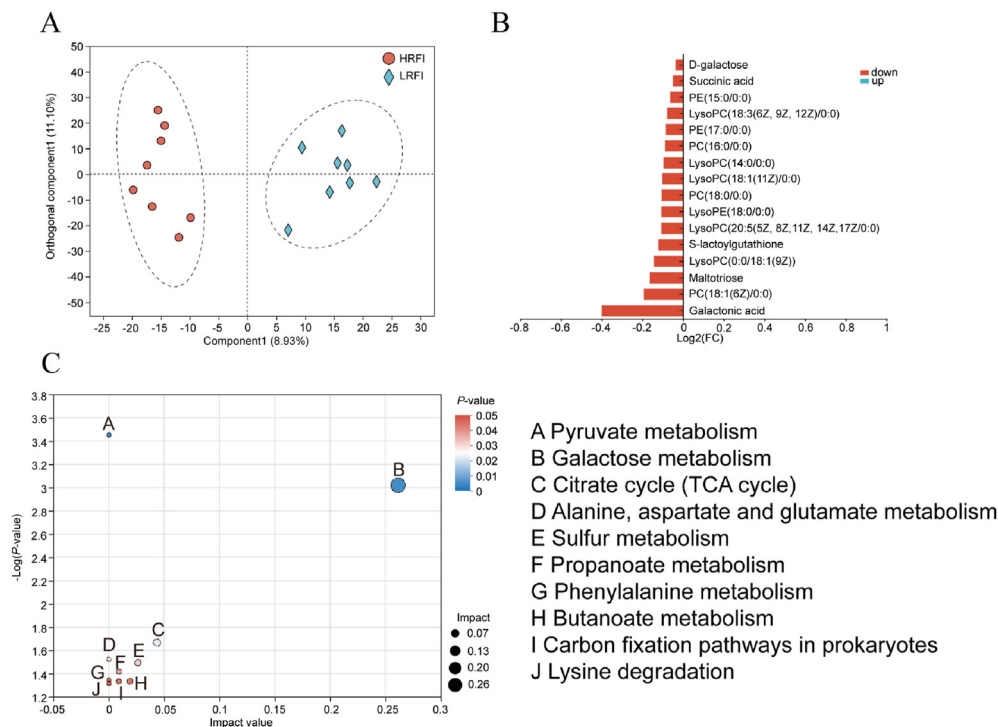 A
50
40
30
20
10
0
-10
-20
-30
-40
-50
Orthogonal component1 (11.10%)
HRFI
LRFI
-25 -20 -15 -10 -5 0 5 10 15 20 25 30
Component1 (8.93%)
B
D-galactose
Succinic acid
PE(15:0/0:0)
LysoPC(18:3(6Z, 9Z, 12Z)/0:0)
PE(17:0/0:0)
PC(16:0/0:0)
LysoPC(14:0/0:0)
LysoPC(18:1(11Z)/0:0)
PC(18:0/0:0)
LysoPE(18:0/0:0)
LysoPC(20:5(5Z, 8Z,11Z, 14Z,17Z/0:0)
S-lactoylgutathione
LysoPC(0:0/18:1(9Z))
Maltotriose
PC(18:1(6Z)/0:0)
Galactonic acid
down
up
-0.8 -0.6 -0.4 -0.2 0 0.2 0.4 0.6 0.8 1
Log2(FC)
C
3.8
3.6
3.4
3.2
3
2.8
2.6
2.4
2.2
2
1.8
1.6
1.4
1.2
-Log(P-value)
A
B
C
D
E
F
G
H
J
I
-0.05 0 0.05 0.1 0.15 0.2 0.25 0.3
Impact value
P-value
0.05
0.04
0.03
0.02
0.01
0
Impact
0.07
0.13
0.20
0.26
A Pyruvate metabolism
B Galactose metabolism
C Citrate cycle (TCA cycle)
D Alanine, aspartate and glutamate metabolism
E Sulfur metabolism
F Propanoate metabolism
G Phenylalanine metabolism
H Butanoate metabolism
I Carbon fixation pathways in prokaryotes
J Lysine degradation